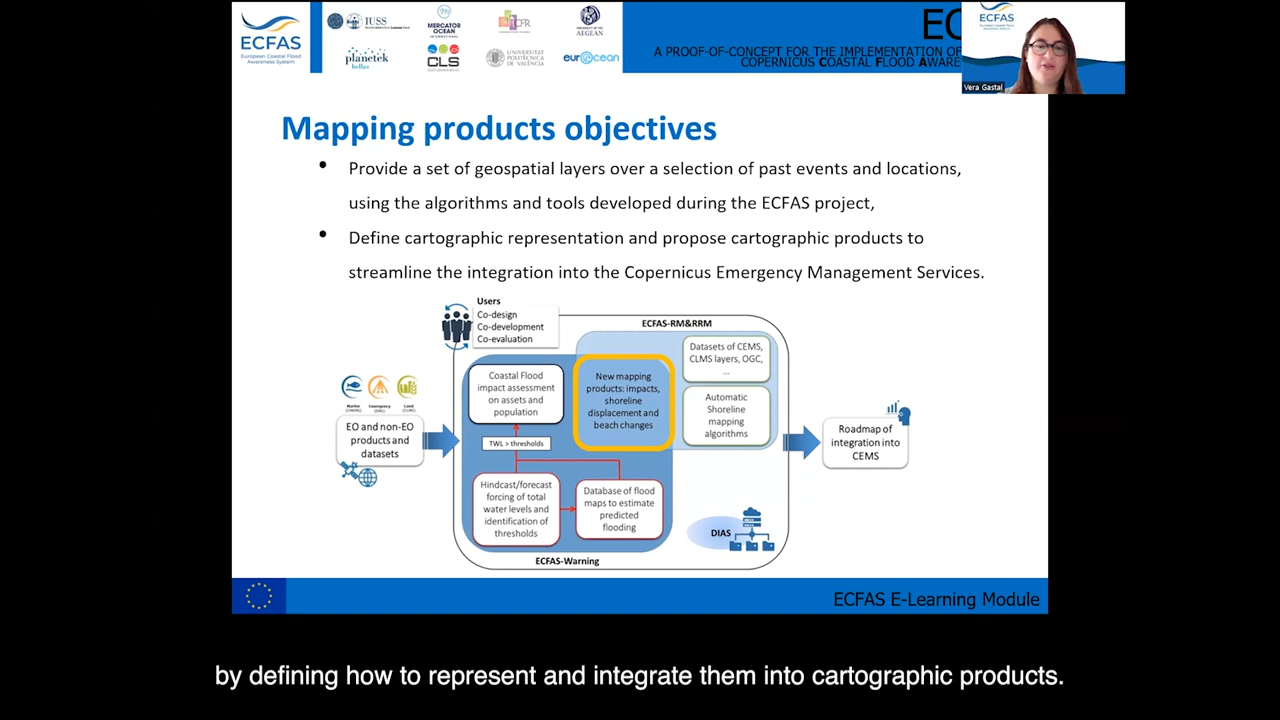 ECFAS
European Coastal Flood
Awareness System
IUSS
MERCATOR
OCEAN
INTERNATIONAL
CFR
UNIVERSITY OF THE
AEGEAN
planetek
hellas
CLS
UNIVERSITAT
POLITÈCNICA
DE VALÈNCIA
eurocean
EC
A PROOF-OF-CONCEPT FOR THE IMPLEMENTATION OF
COPERNICUS COASTAL FLOOD AWARE
ECFAS
Vera Gastal
Mapping products objectives
• Provide a set of geospatial layers over a selection of past events and locations,
using the algorithms and tools developed during the ECFAS project,
• Define cartographic representation and propose cartographic products to
streamline the integration into the Copernicus Emergency Management Services.
Users
Co-design
Co-development
Co-evaluation
ECFAS-RM&RRM
Coastal Flood
impact assessment
on assets and
population
New mapping
products: impacts,
shoreline
displacement and
beach changes
Datasets of CEMS,
CLMS layers, OGC,
...
Automatic
Shoreline
mapping
algorithms
Marine
Emergency
Land
EO and non-EO
products and
datasets
TWL > thresholds
Hindcast/forecast
forcing of total
water levels and
identification of
thresholds
Database of flood
maps to estimate
predicted
flooding
DIAS
ECFAS-Warning
Roadmap of
integration into
CEMS
ECFAS E-Learning Module
by defining how to represent and integrate them into cartographic products.